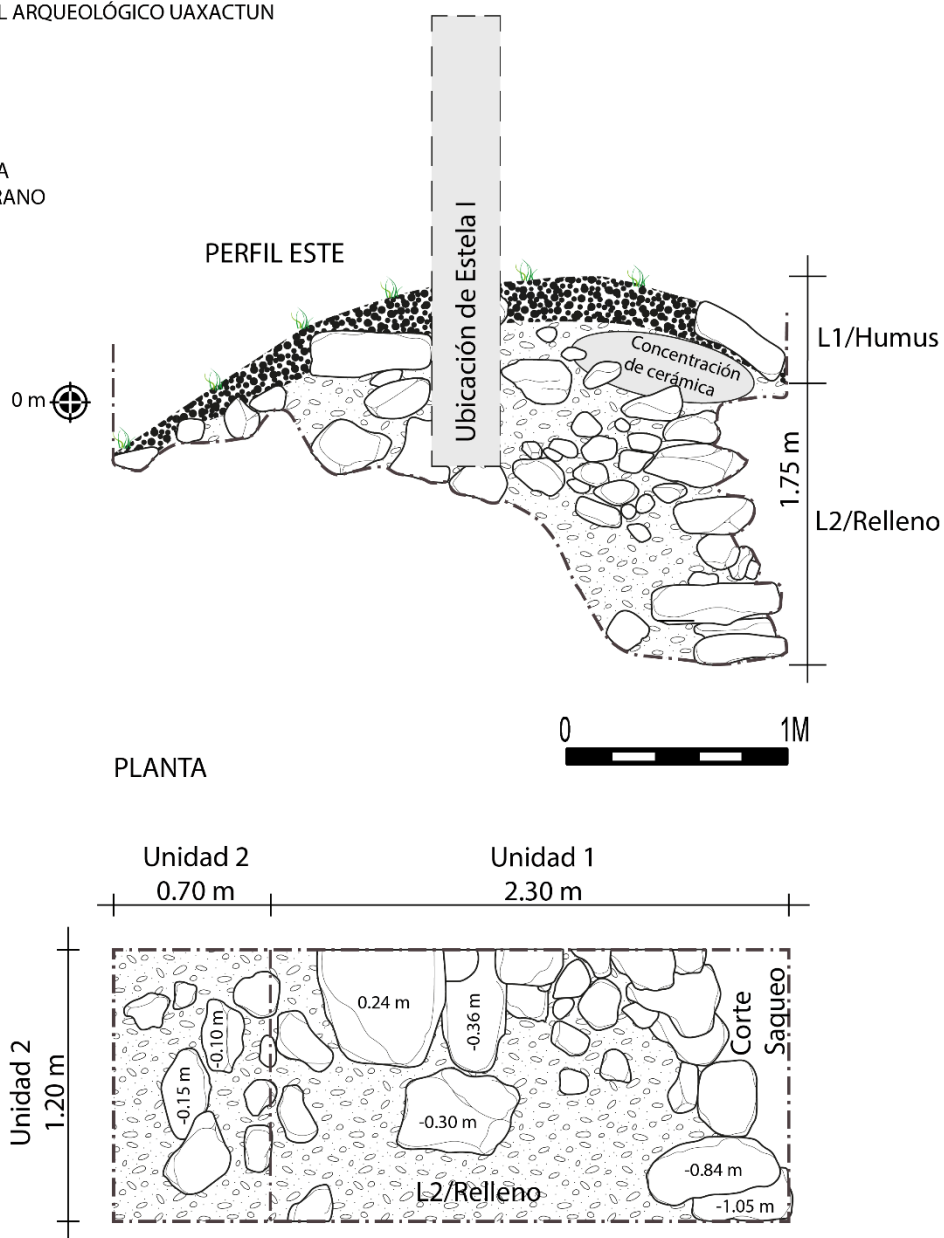 L ARQUEOLÓGICO UAXACTUN
A
RANO
PERFIL ESTE
Ubicación de Estela I
Concentración
de cerámica
L1/Humus
0 m
1.75 m
L2/Relleno
0 1M
PLANTA
Unidad 2
0.70 m
Unidad 1
2.30 m
Unidad 2
1.20 m
0.24 m
-0.36 m
-0.10 m
-0.15 m
-0.30 m
Corte
Saqueo
-0.84 m
-1.05 m
L2/Relleno